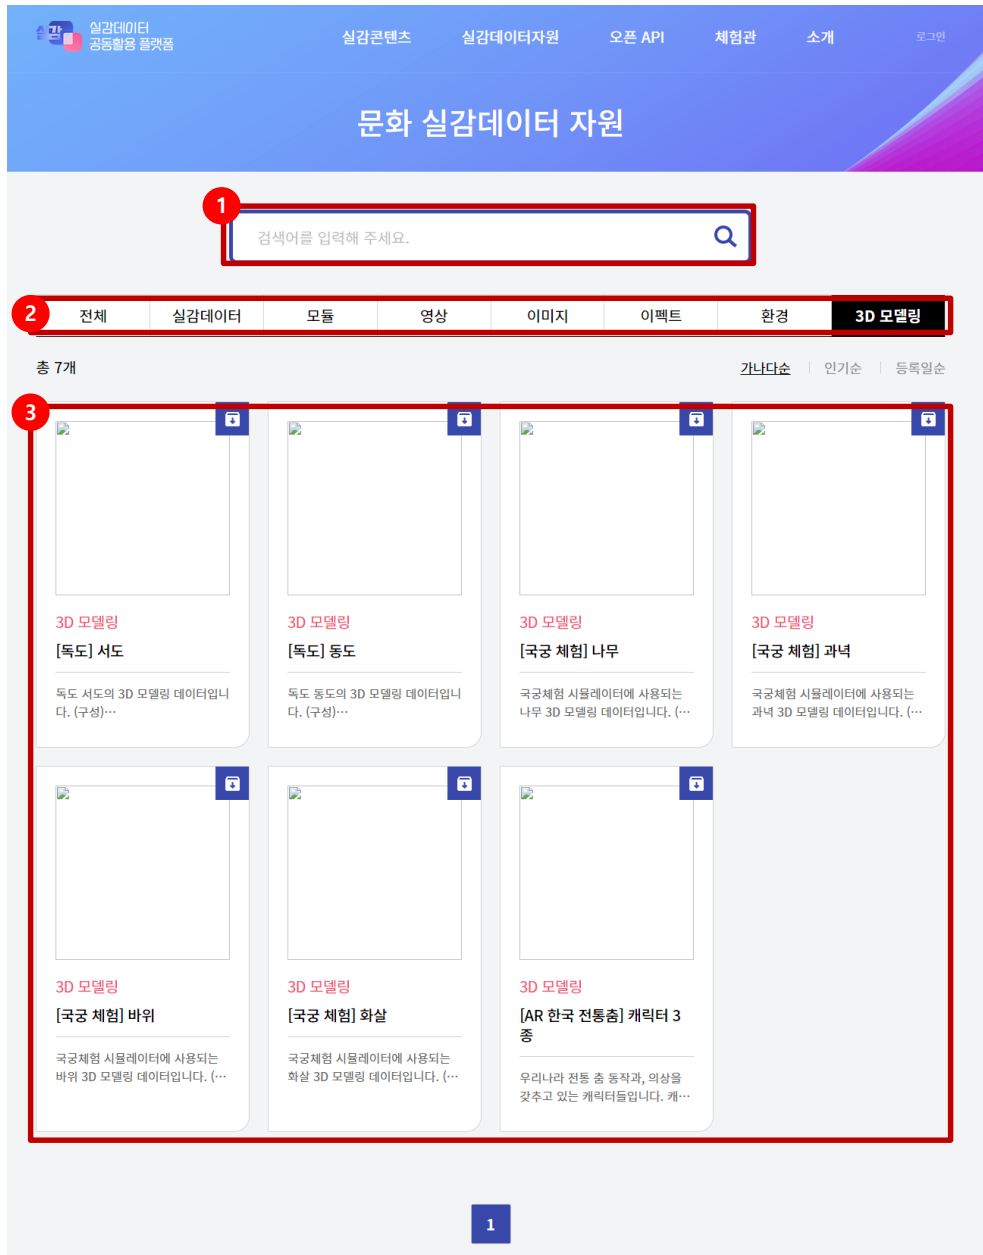 실감
실감데이터
공동활용 플랫폼
실감콘텐츠 실감데이터자원 오픈 API 체험관 소개 로그인
문화 실감데이터 자원
1
검색어를 입력해 주세요.
2
전체 실감데이터 모듈 영상 이미지 이펙트 환경 3D 모델링
총 7개
가나다순 인기순 등록일순
3
3D 모델링
[독도] 서도
독도 서도의 3D 모델링 데이터입니
다. (구성)…
3D 모델링
[독도] 동도
독도 동도의 3D 모델링 데이터입니
다. (구성)…
3D 모델링
[국궁 체험] 나무
국궁체험 시뮬레이터에 사용되는
나무 3D 모델링 데이터입니다. (…
3D 모델링
[국궁 체험] 과녁
국궁체험 시뮬레이터에 사용되는
과녁 3D 모델링 데이터입니다. (…
3D 모델링
[국궁 체험] 바위
국궁체험 시뮬레이터에 사용되는
바위 3D 모델링 데이터입니다. (…
3D 모델링
[국궁 체험] 화살
국궁체험 시뮬레이터에 사용되는
화살 3D 모델링 데이터입니다. (…
3D 모델링
[AR 한국 전통춤] 캐릭터 3
종
우리나라 전통 춤 동작과, 의상을
갖추고 있는 캐릭터들입니다. 캐…
1